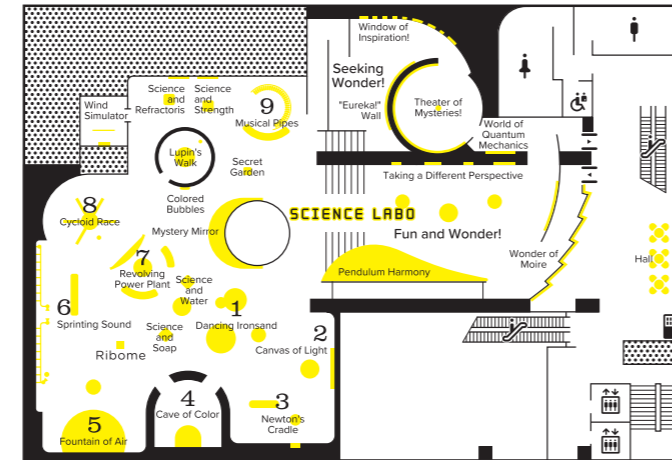 Window of
Inspiration!
Seeking
Wonder!
"Eureka!"
Wall
Theater of
Mysteries!
World of
Quantum
Mechanics
Science
and
Refractoris
Science
and
Strength
9
Musical Pipes
Wind
Simulator
Lupin's
Walk
Secret
Garden
Taking a Different Perspective
Colored
Bubbles
8
Cycloid Race
Mystery Mirror
SCIENCE LABO
Fun and Wonder!
7
Revolving
Power Plant
Wonder of
Moire
Hall
Pendulum Harmony
Science
and
Water
6
Sprinting Sound
1
Dancing Ironsand
Science
and
Soap
2
Canvas of Light
Ribome
4
Cave of Color
3
Newton's
Cradle
5
Fountain of Air